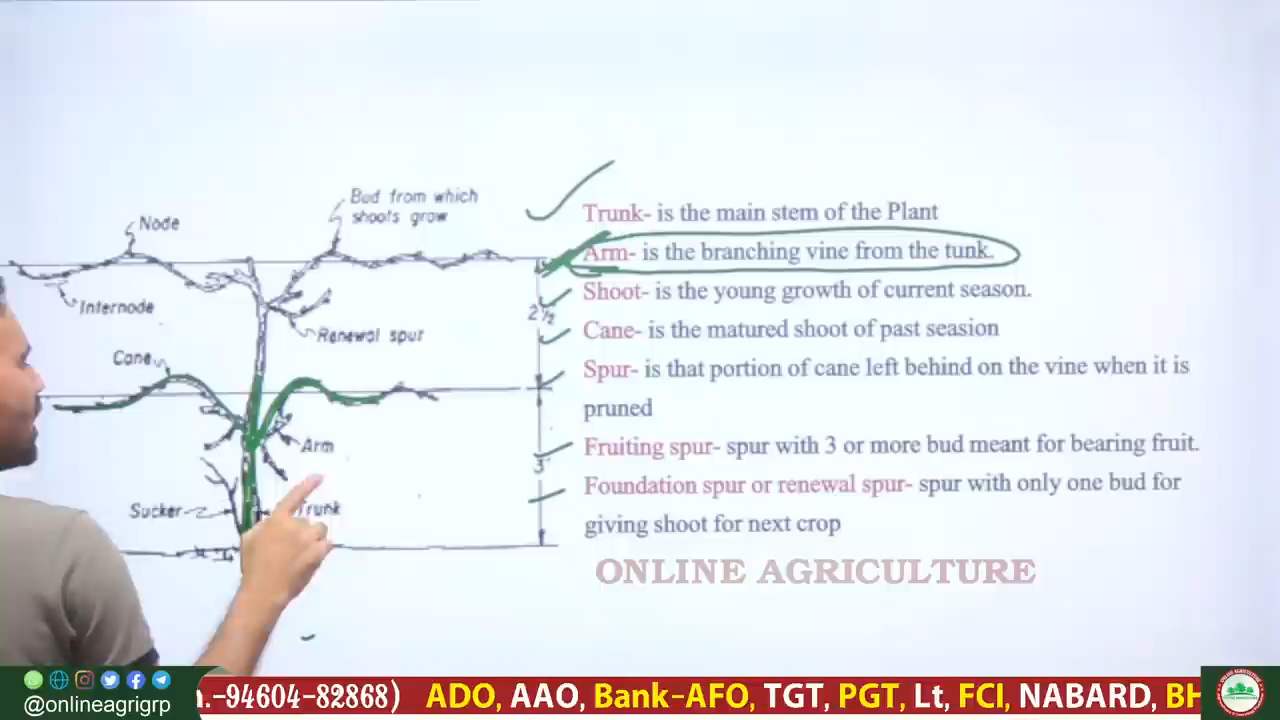 Bud from which
shoots grow
Node
Internode
Renewal spur
Cane
Arm
Sucker
Trunk
2½
3'
Trunk- is the main stem of the Plant
Arm- is the branching vine from the tunk.
Shoot- is the young growth of current season.
Cane- is the matured shoot of past seasion
Spur- is that portion of cane left behind on the vine when it is
pruned
Fruiting spur- spur with 3 or more bud meant for bearing fruit.
Foundation spur or renewal spur- spur with only one bud for
giving shoot for next crop
ONLINE AGRICULTURE
@onlineagrigrp
-94604-82868) ADO, AAO, Bank-AFO, TGT, PGT, Lt, FCI, NABARD, BH